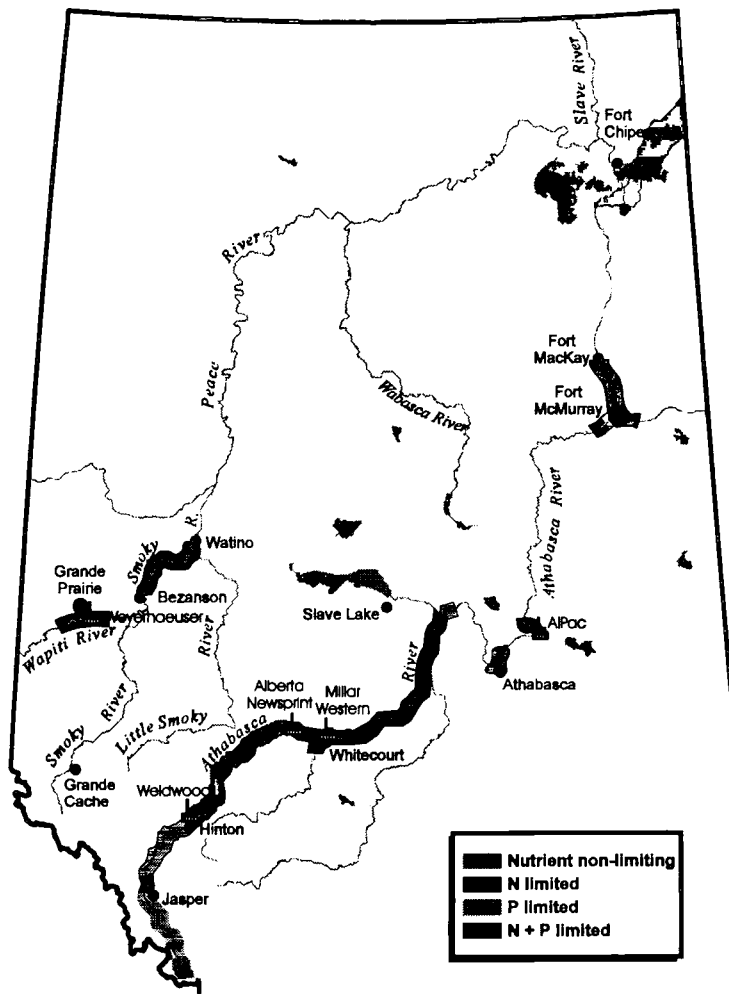 Slave River
Fort
Chipe
River
Peace
Wabasca River
Fort
MacKay
Fort
McMurray
Athabasca River
Smoky
R.
Watino
Grande
Prairie
Bezanson
Weyerhaeuser
Wapiti River
River
Slave Lake
AlPac
Athabasca
River
Alberta
Newsprint
Millar
Western
Smoky
River
Little Smoky
Athabasca
Whitecourt
Grande
Cache
Weldwood
Hinton
Jasper
Nutrient non-limiting
N limited
P limited
N + P limited